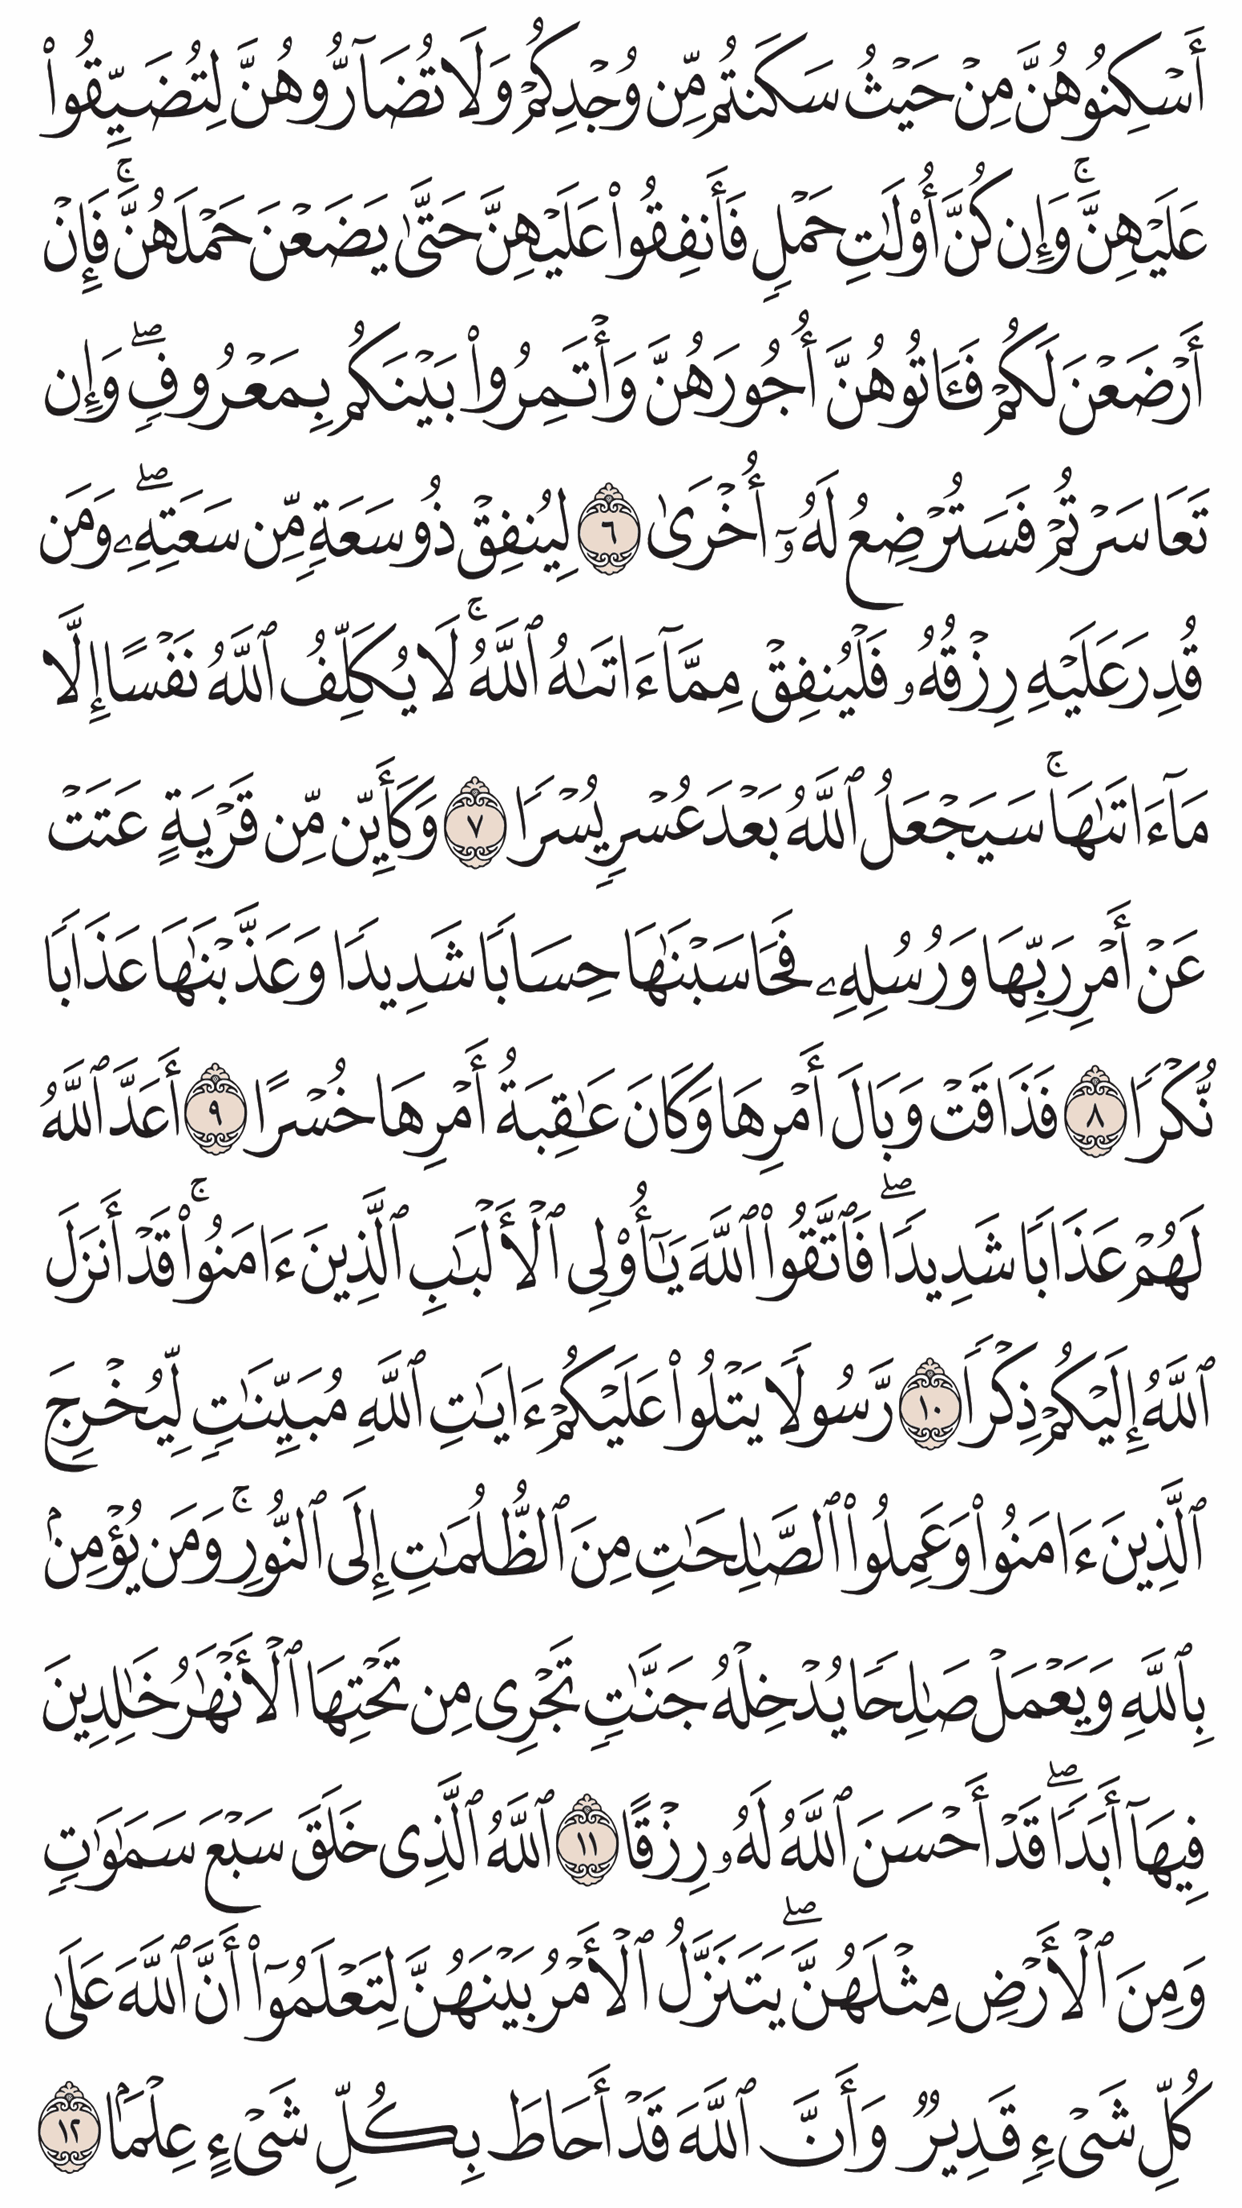 أَسۡكِنُوهُنَّ مِنۡ حَيۡثُ سَكَنتُم مِّن وُجۡدِكُمۡ وَلَا تُضَآرُّوهُنَّ لِتُضَيِّقُواْ
عَلَيۡهِنَّۚ وَإِن كُنَّ أُوْلَٰتِ حَمۡلٖ فَأَنفِقُواْ عَلَيۡهِنَّ حَتَّىٰ يَضَعۡنَ حَمۡلَهُنَّۚ فَإِنۡ
أَرۡضَعۡنَ لَكُمۡ فَـَٔاتُوهُنَّ أُجُورَهُنَّ وَأۡتَمِرُواْ بَيۡنَكُم بِمَعۡرُوفٖۖ وَإِن
تَعَاسَرۡتُمۡ فَسَتُرۡضِعُ لَهُۥٓ أُخۡرَىٰ ٦ لِيُنفِقۡ ذُو سَعَةٖ مِّن سَعَتِهِۦۖ وَمَن
قُدِرَ عَلَيۡهِ رِزۡقُهُۥ فَلۡيُنفِقۡ مِمَّآ ءَاتَىٰهُ ٱللَّهُۚ لَا يُكَلِّفُ ٱللَّهُ نَفۡسًا إِلَّا
مَآ ءَاتَىٰهَاۚ سَيَجۡعَلُ ٱللَّهُ بَعۡدَ عُسۡرٖ يُسۡرٗا ٧ وَكَأَيِّن مِّن قَرۡيَةٍ عَتَتۡ
عَنۡ أَمۡرِ رَبِّهَا وَرُسُلِهِۦ فَحَاسَبۡنَٰهَا حِسَابٗا شَدِيدٗا وَعَذَّبۡنَٰهَا عَذَابٗا
نُّكۡرٗا ٨ فَذَاقَتۡ وَبَالَ أَمۡرِهَا وَكَانَ عَٰقِبَةُ أَمۡرِهَا خُسۡرًا ٩ أَعَدَّ ٱللَّهُ
لَهُمۡ عَذَابٗا شَدِيدٗاۖ فَٱتَّقُواْ ٱللَّهَ يَٰٓأُوْلِي ٱلۡأَلۡبَٰبِ ٱلَّذِينَ ءَامَنُواْۚ قَدۡ أَنزَلَ
ٱللَّهُ إِلَيۡكُمۡ ذِكۡرٗا ١٠ رَّسُولٗا يَتۡلُواْ عَلَيۡكُمۡ ءَايَٰتِ ٱللَّهِ مُبَيِّنَٰتٖ لِّيُخۡرِجَ
ٱلَّذِينَ ءَامَنُواْ وَعَمِلُواْ ٱلصَّٰلِحَٰتِ مِنَ ٱلظُّلُمَٰتِ إِلَى ٱلنُّورِۚ وَمَن يُؤۡمِنۢ
بِٱللَّهِ وَيَعۡمَلۡ صَٰلِحٗا يُدۡخِلۡهُ جَنَّٰتٖ تَجۡرِي مِن تَحۡتِهَا ٱلۡأَنۡهَٰرُ خَٰلِدِينَ
فِيهَآ أَبَدٗاۖ قَدۡ أَحۡسَنَ ٱللَّهُ لَهُۥ رِزۡقًا ١١ ٱللَّهُ ٱلَّذِي خَلَقَ سَبۡعَ سَمَٰوَٰتٖ
وَمِنَ ٱلۡأَرۡضِ مِثۡلَهُنَّۖ يَتَنَزَّلُ ٱلۡأَمۡرُ بَيۡنَهُنَّ لِتَعۡلَمُوٓاْ أَنَّ ٱللَّهَ عَلَىٰ
كُلِّ شَيۡءٖ قَدِيرٞ وَأَنَّ ٱللَّهَ قَدۡ أَحَاطَ بِكُلِّ شَيۡءٍ عِلۡمَۢا ١٢